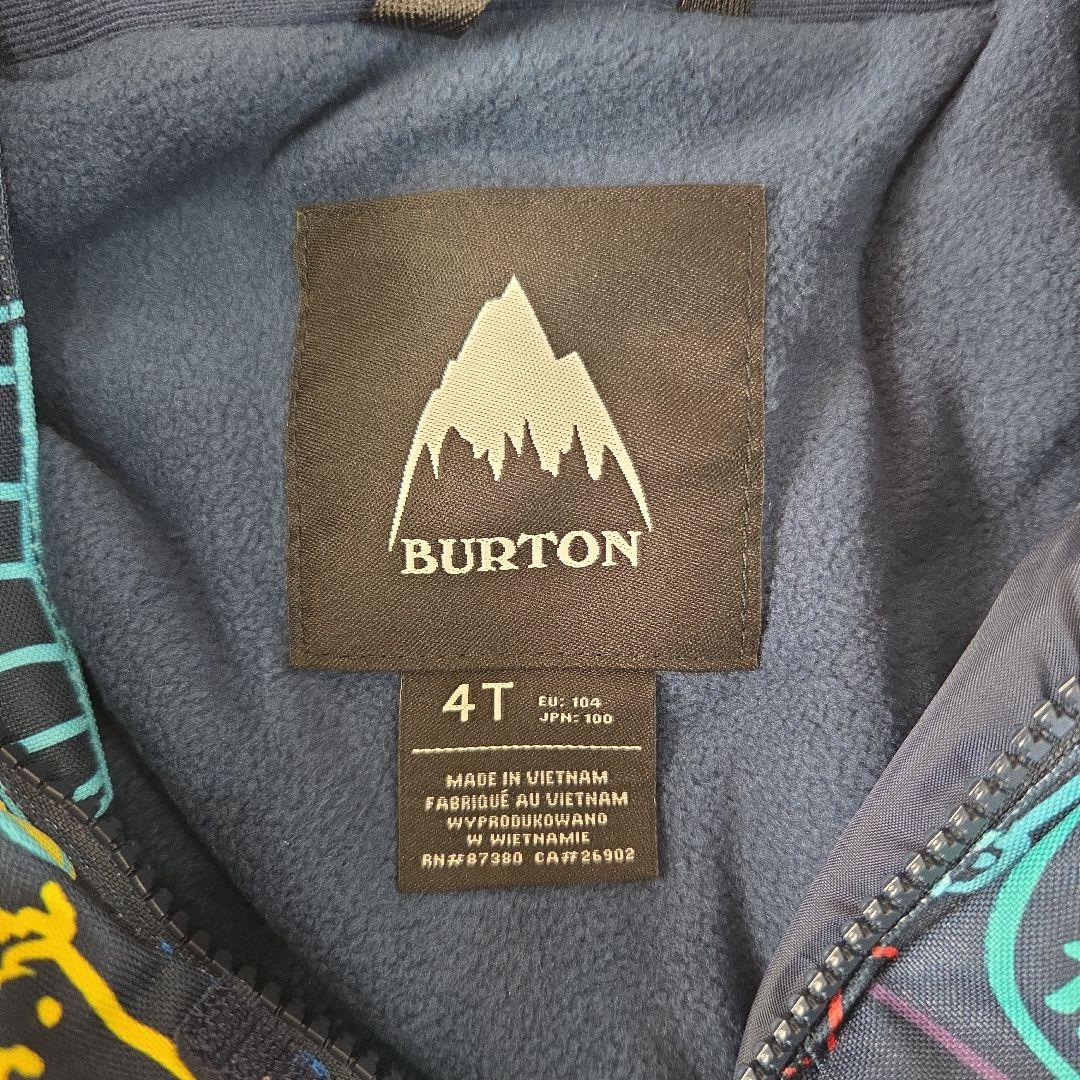 BURTON
4T
EU: 104
JPN: 100
MADE IN VIETNAM
FABRIQUÉ AU VIETNAM
WYPRODUKOWANO
W WIETNAMIE
RN#87380 CA#26902